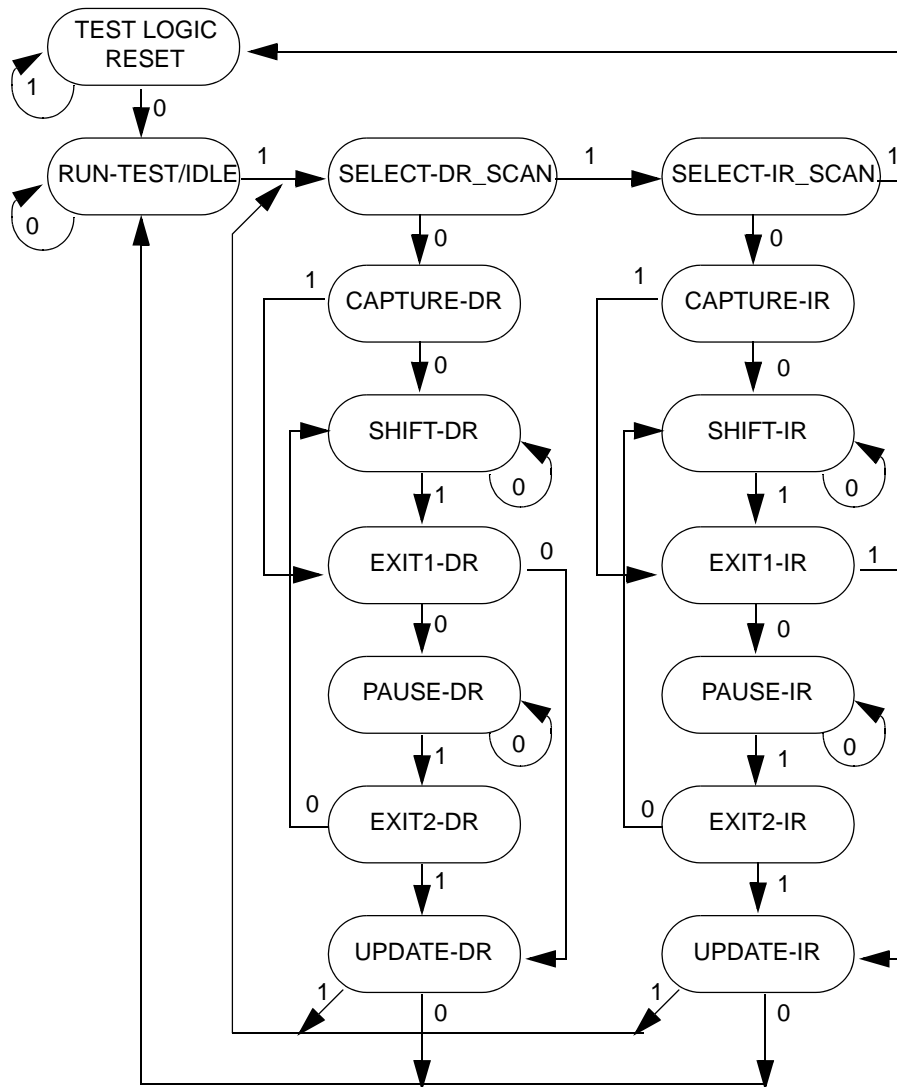 TEST LOGIC
RESET
1
0
RUN-TEST/IDLE
1
SELECT-DR_SCAN
1
SELECT-IR_SCAN
1
0
0
0
1
CAPTURE-DR
1
CAPTURE-IR
0
0
SHIFT-DR
0
SHIFT-IR
0
1
1
EXIT1-DR
0
EXIT1-IR
1
0
0
PAUSE-DR
0
PAUSE-IR
0
1
1
0
EXIT2-DR
0
EXIT2-IR
1
1
UPDATE-DR
UPDATE-IR
1
0
1
0